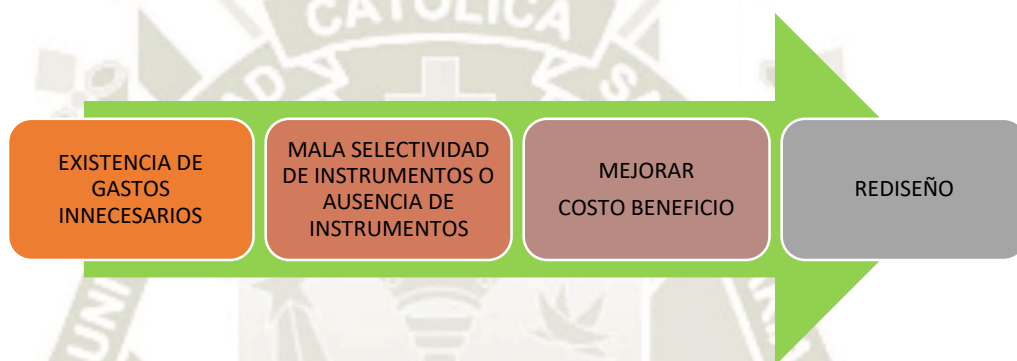 CATOLICA
EXISTENCIA DE
GASTOS
INNECESARIOS
MALA SELECTIVIDAD
DE INSTRUMENTOS O
AUSENCIA DE
INSTRUMENTOS
MEJORAR
COSTO BENEFICIO
REDISEÑO